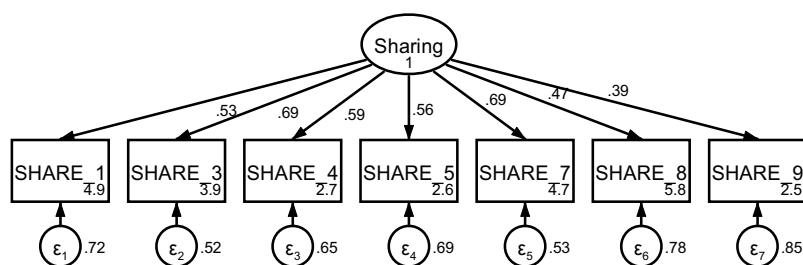 Sharing
1
.53 .69 .59 .56 .69 .47 .39
SHARE_1 SHARE_3 SHARE_4 SHARE_5 SHARE_7 SHARE_8 SHARE_9
4.9 3.9 2.7 2.6 4.7 5.8 2.5
ε1 .72 ε2 .52 ε3 .65 ε4 .69 ε5 .53 ε6 .78 ε7 .85